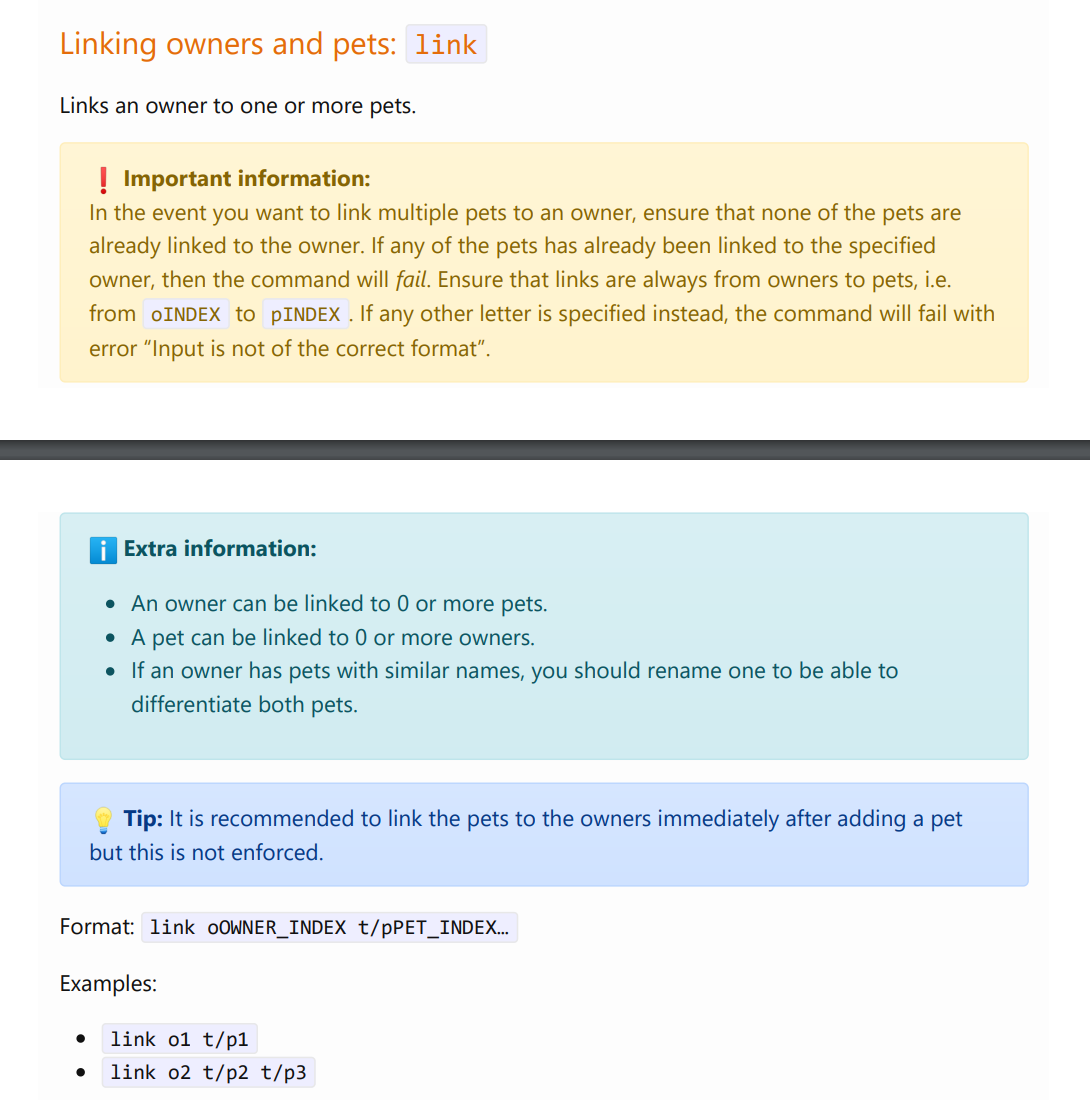 Linking owners and pets: link
Links an owner to one or more pets.
❗ Important information:
In the event you want to link multiple pets to an owner, ensure that none of the pets are
already linked to the owner. If any of the pets has already been linked to the specified
owner, then the command will fail. Ensure that links are always from owners to pets, i.e.
from oINDEX to pINDEX. If any other letter is specified instead, the command will fail with
error “Input is not of the correct format”.
ℹ️ Extra information:
• An owner can be linked to 0 or more pets.
• A pet can be linked to 0 or more owners.
• If an owner has pets with similar names, you should rename one to be able to
differentiate both pets.
💡 Tip: It is recommended to link the pets to the owners immediately after adding a pet
but this is not enforced.
Format: link oOWNER_INDEX t/pPET_INDEX…
Examples:
• link o1 t/p1
• link o2 t/p2 t/p3